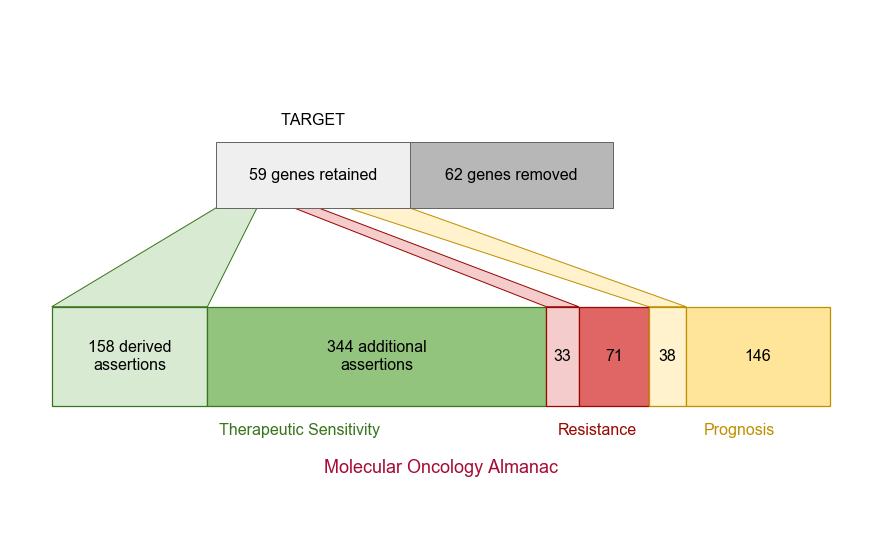 TARGET
59 genes retained
62 genes removed
158 derived
assertions
344 additional
assertions
33
71
38
146
Therapeutic Sensitivity
Resistance
Prognosis
Molecular Oncology Almanac